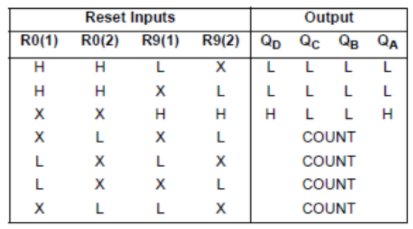 Reset Inputs Output
R0(1) R0(2) R9(1) R9(2) QD QC QB QA
H H L X L L L L
H H X L L L L L
X X H H H L L H
X L X L COUNT
L X L X COUNT
L X X L COUNT
X L L X COUNT